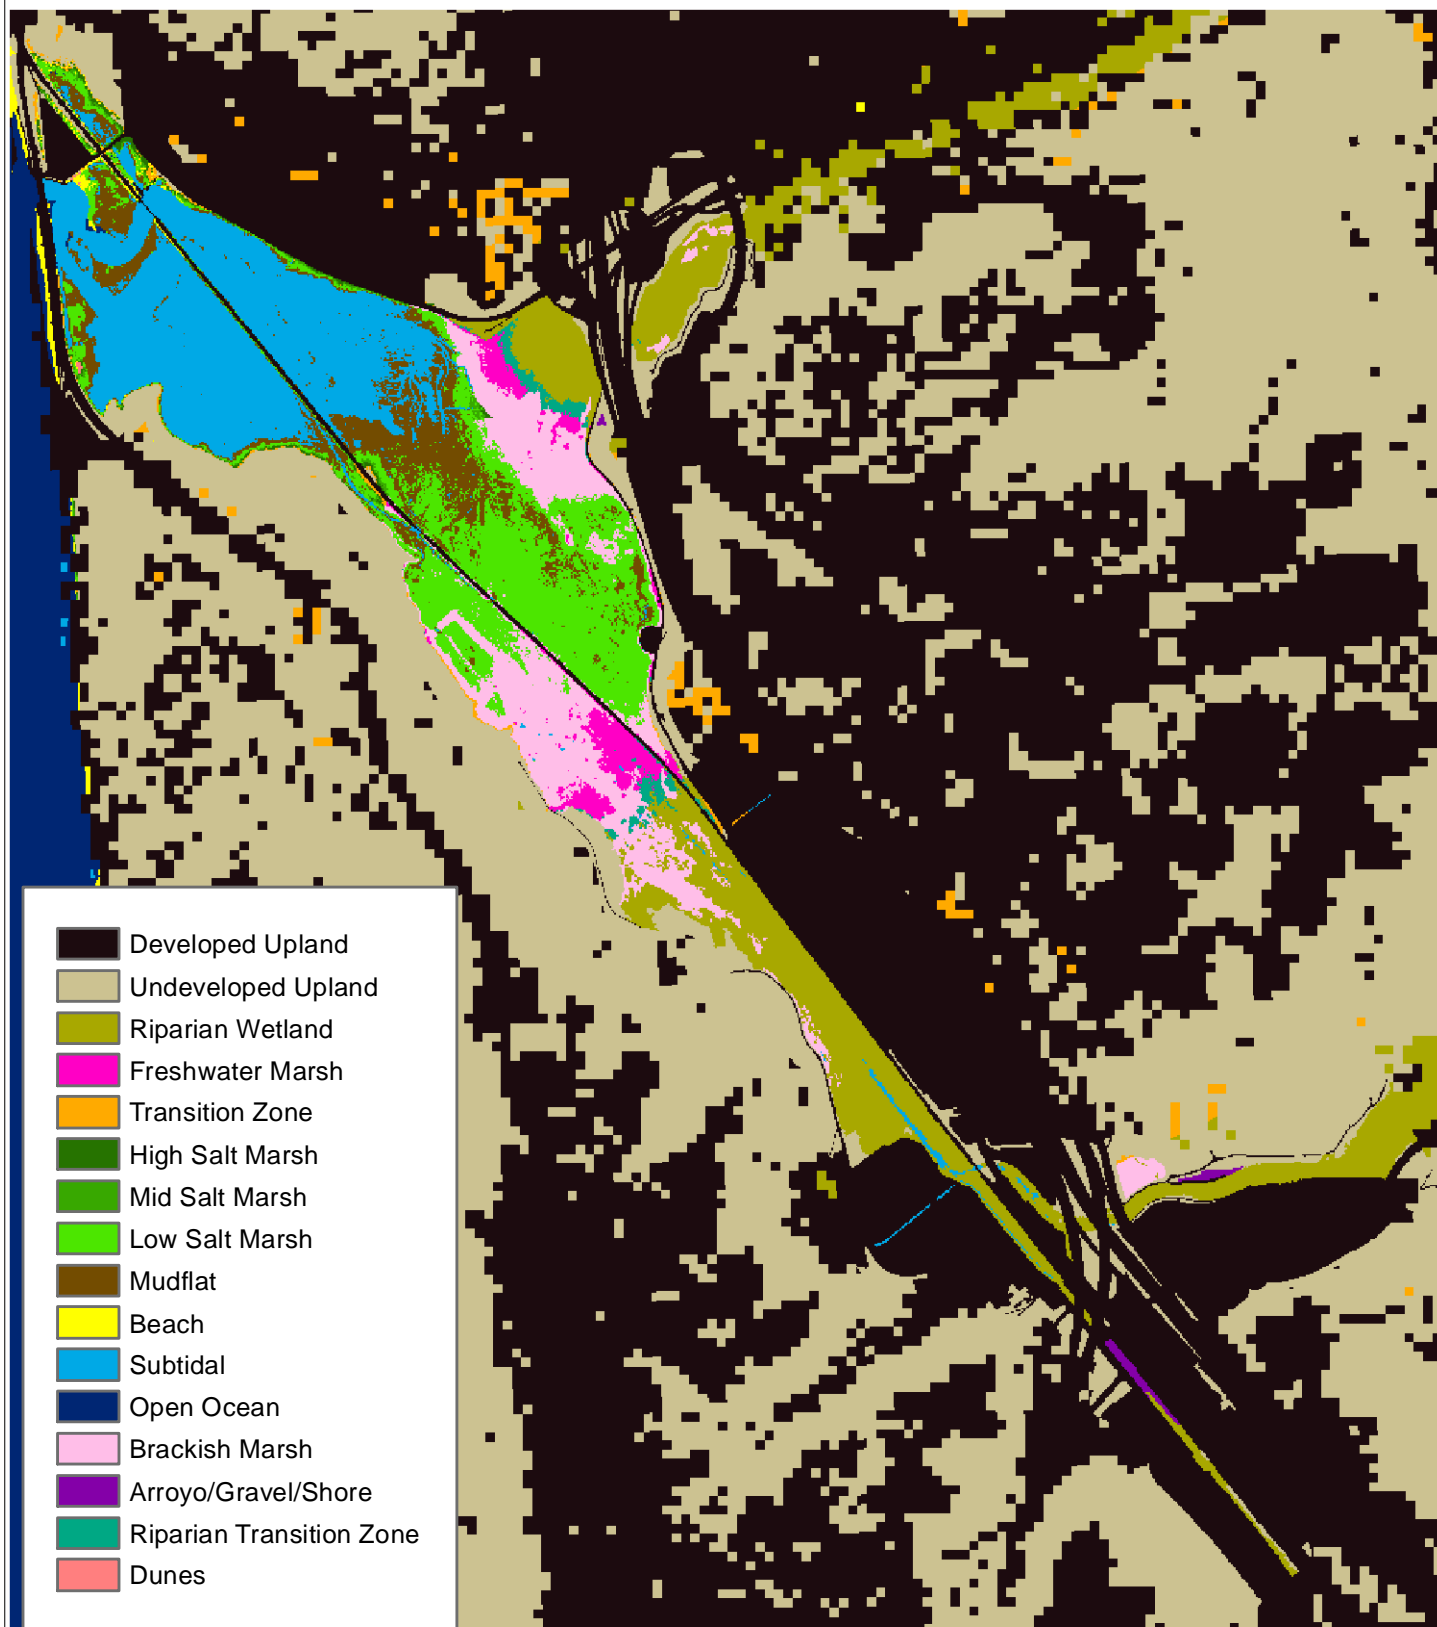 Developed Upland
Undeveloped Upland
Riparian Wetland
Freshwater Marsh
Transition Zone
High Salt Marsh
Mid Salt Marsh
Low Salt Marsh
Mudflat
Beach
Subtidal
Open Ocean
Brackish Marsh
Arroyo/Gravel/Shore
Riparian Transition Zone
Dunes